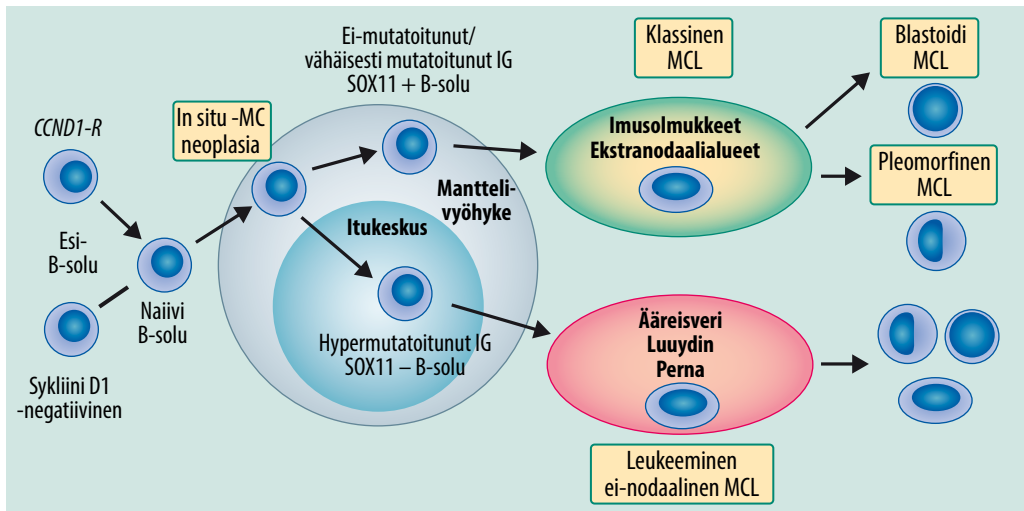 CCND1-R
Esi-
B-solu
Sykliini D1
-negatiivinen
Naiivi
B-solu
In situ -MC
neoplasia
Ei-mutatoitunut/
vähäisesti mutatoitunut IG
SOX11 + B-solu
Mantteli-
vyöhyke
Itukeskus
Hypermutatoitunut IG
SOX11 – B-solu
Klassinen
MCL
Imusolmukkeet
Ekstranodaalialueet
Blastoidi
MCL
Pleomorfinen
MCL
Ääreisveri
Luuydin
Perna
Leukeeminen
ei-nodaalinen MCL